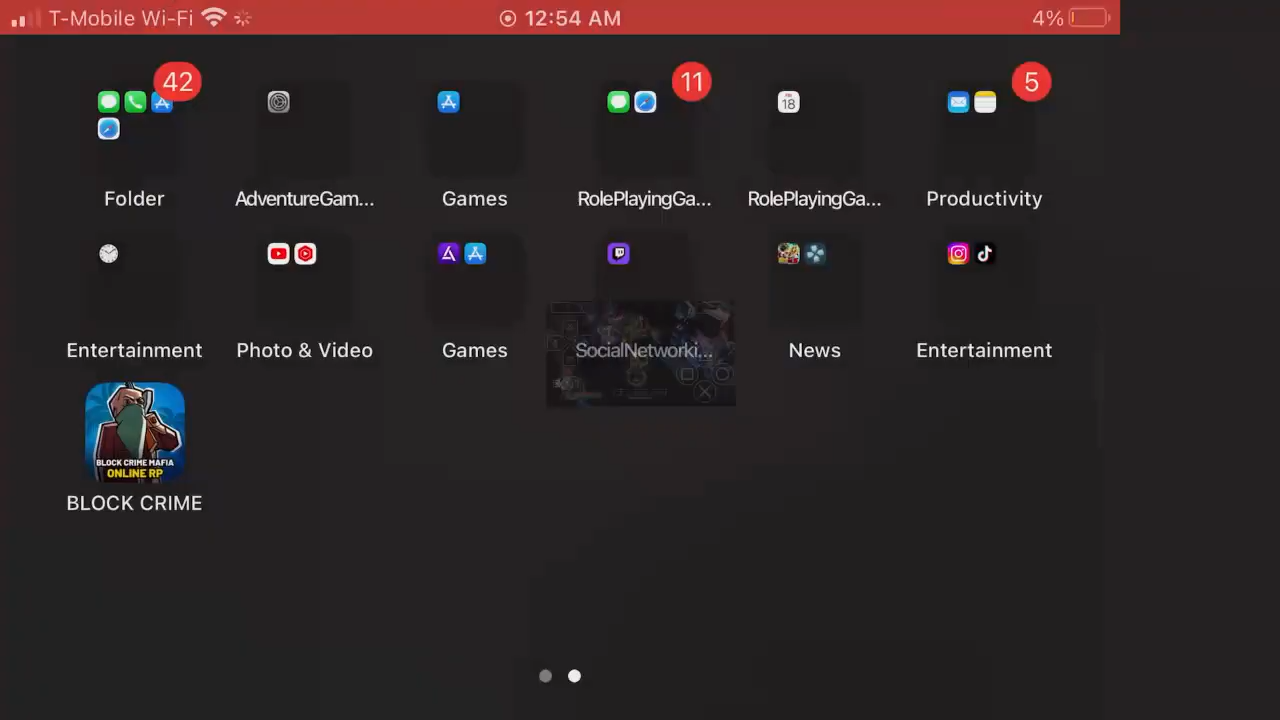 T-Mobile Wi-Fi 12:54 AM 4%
42 11 18 5
Folder AdventureGam... Games RolePlayingGa... RolePlayingGa... Productivity
Entertainment Photo & Video Games SocialNetworki... News Entertainment
BLOCK CRIME MAFIA
ONLINE RP
BLOCK CRIME